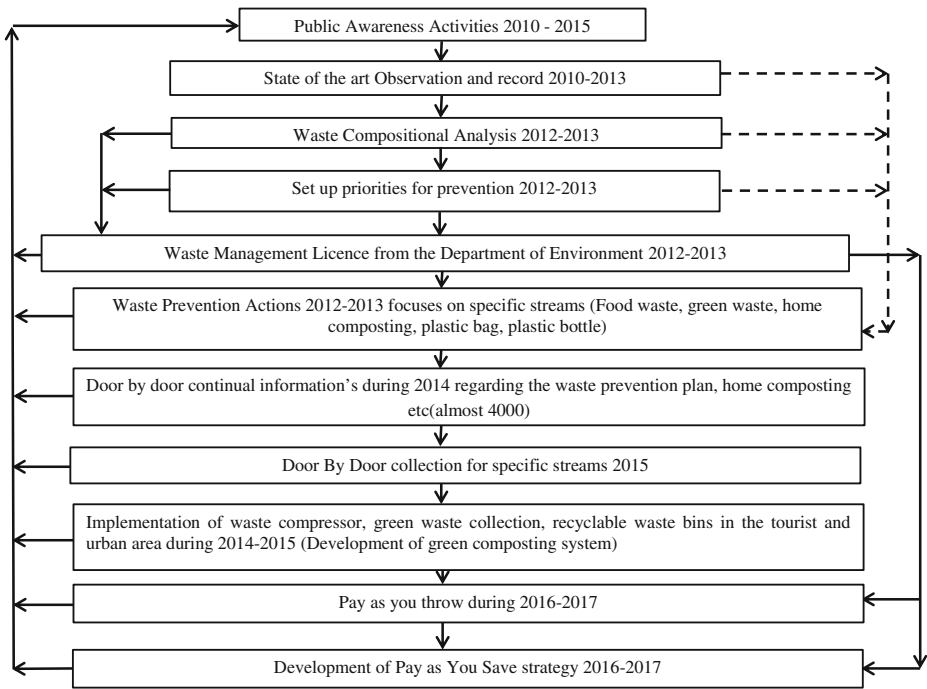 Public Awareness Activities 2010 - 2015
State of the art Observation and record 2010-2013
Waste Compositional Analysis 2012-2013
Set up priorities for prevention 2012-2013
Waste Management Licence from the Department of Environment 2012-2013
Waste Prevention Actions 2012-2013 focuses on specific streams (Food waste, green waste, home
composting, plastic bag, plastic bottle)
Door by door continual information’s during 2014 regarding the waste prevention plan, home composting
etc(almost 4000)
Door By Door collection for specific streams 2015
Implementation of waste compressor, green waste collection, recyclable waste bins in the tourist and
urban area during 2014-2015 (Development of green composting system)
Pay as you throw during 2016-2017
Development of Pay as You Save strategy 2016-2017